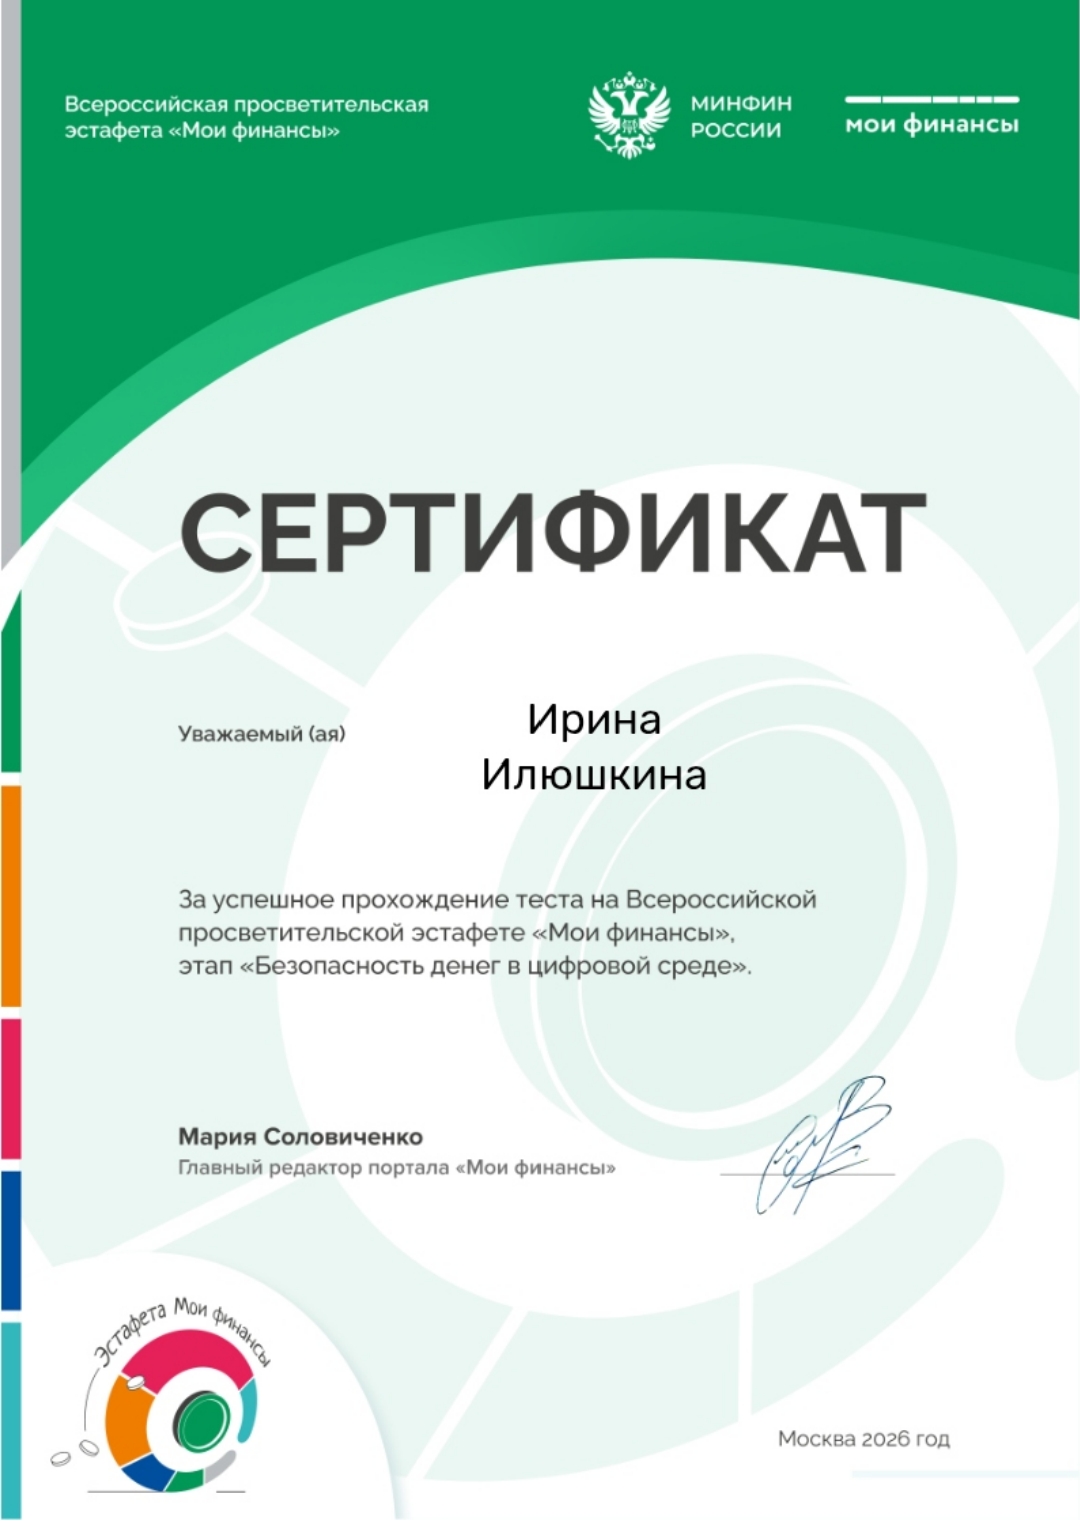 Всероссийская просветительская
эстафета «Мои финансы»
МИНФИН
РОССИИ
мои финансы
СЕРТИФИКАТ
Уважаемый (ая)
Ирина
Илюшкина
За успешное прохождение теста на Всероссийской
просветительской эстафете «Мои финансы»,
этап «Безопасность денег в цифровой среде».
Мария Соловиченко
Главный редактор портала «Мои финансы»
Эстафета Мои финансы
Москва 2026 год